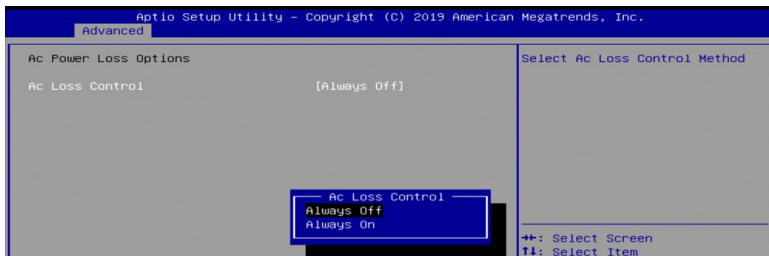 Aptio Setup Utility – Copyright (C) 2019 American Megatrends, Inc.
Advanced
Ac Power Loss Options
Select Ac Loss Control Method
Ac Loss Control [Always Off]
Ac Loss Control
Always Off
Always On
→←: Select Screen
↑↓: Select Item